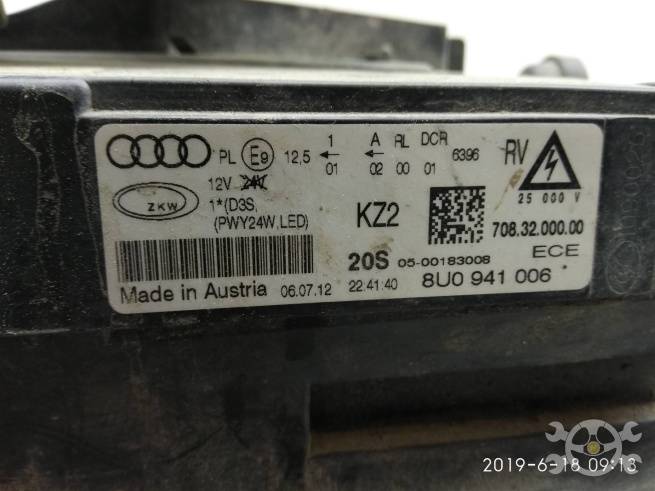 PL E9 12,5 1 A RL DCR RV
01 02 00 01 6396
12V 24V
ZKW 1*(D3S,
(PWY24W,LED) KZ2 25 000 V
708.32.000.00
20S 05-00183008 ECE
Made in Austria 06.07.12 22:41:40 8U0 941 006
2019-6-18 09:13